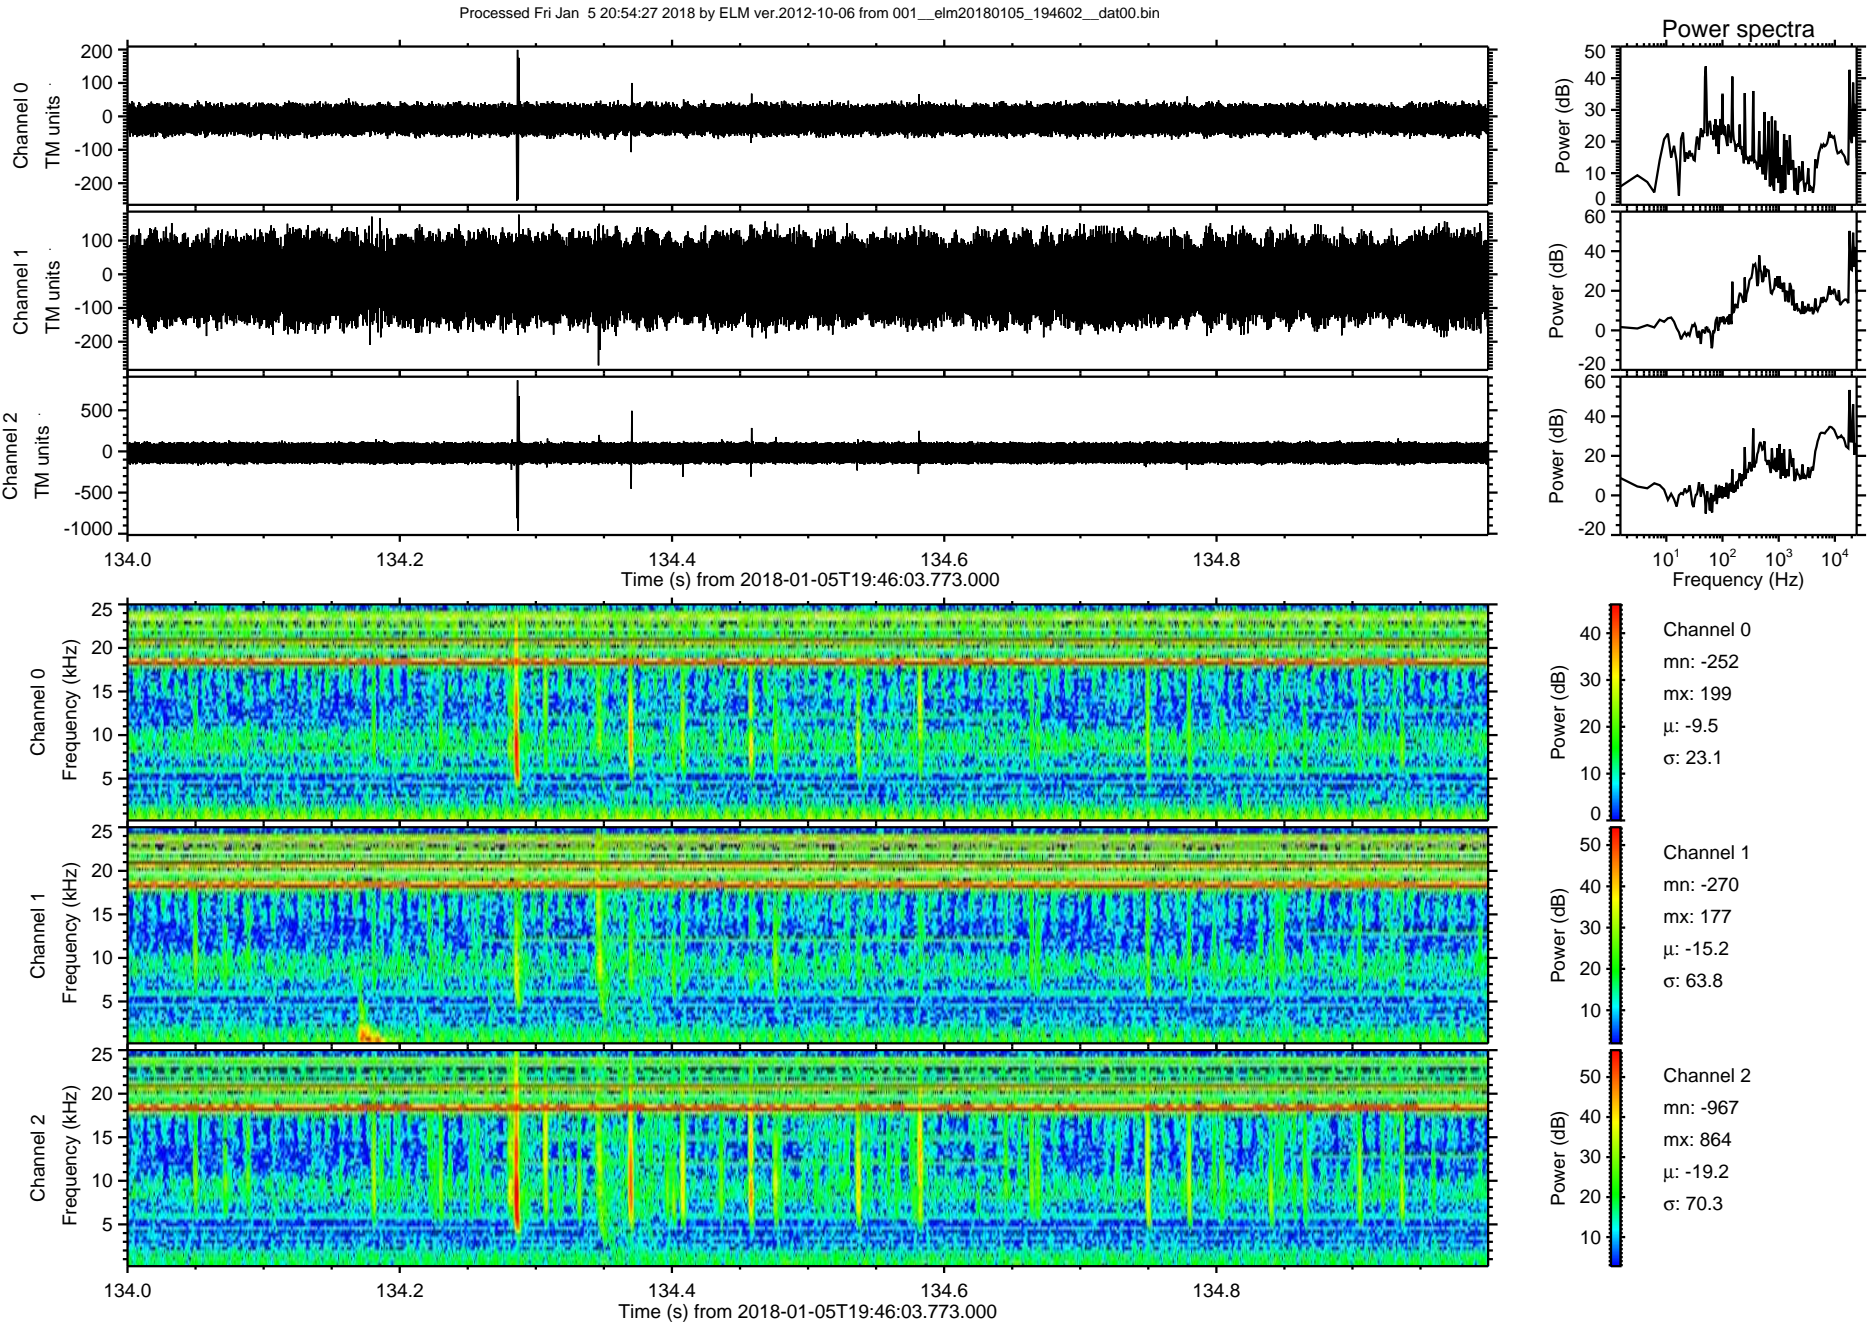 Processed Fri Jan  5 20:54:27 2018 by ELM ver.2012-10-06 from 001__elm20180105_194602__dat00.bin
Power spectra
Channel 0
TM units
200
100
0
-100
-200
Power (dB)
50
40
30
20
10
0
Channel 1
TM units
100
0
-100
-200
Power (dB)
60
40
20
0
-20
Channel 2
TM units
500
0
-500
-1000
Power (dB)
60
40
20
0
-20
134.0
134.2
134.4
134.6
134.8
Time (s) from 2018-01-05T19:46:03.773.000
10^1
10^2
10^3
10^4
Frequency (Hz)
Channel 0
Frequency (kHz)
25
20
15
10
5
Power (dB)
40
30
20
10
0
Channel 0
mn: -252
mx: 199
μ: -9.5
σ: 23.1
Channel 1
Frequency (kHz)
25
20
15
10
5
Power (dB)
50
40
30
20
10
Channel 1
mn: -270
mx: 177
μ: -15.2
σ: 63.8
Channel 2
Frequency (kHz)
25
20
15
10
5
Power (dB)
50
40
30
20
10
Channel 2
mn: -967
mx: 864
μ: -19.2
σ: 70.3
134.0
134.2
134.4
134.6
134.8
Time (s) from 2018-01-05T19:46:03.773.000